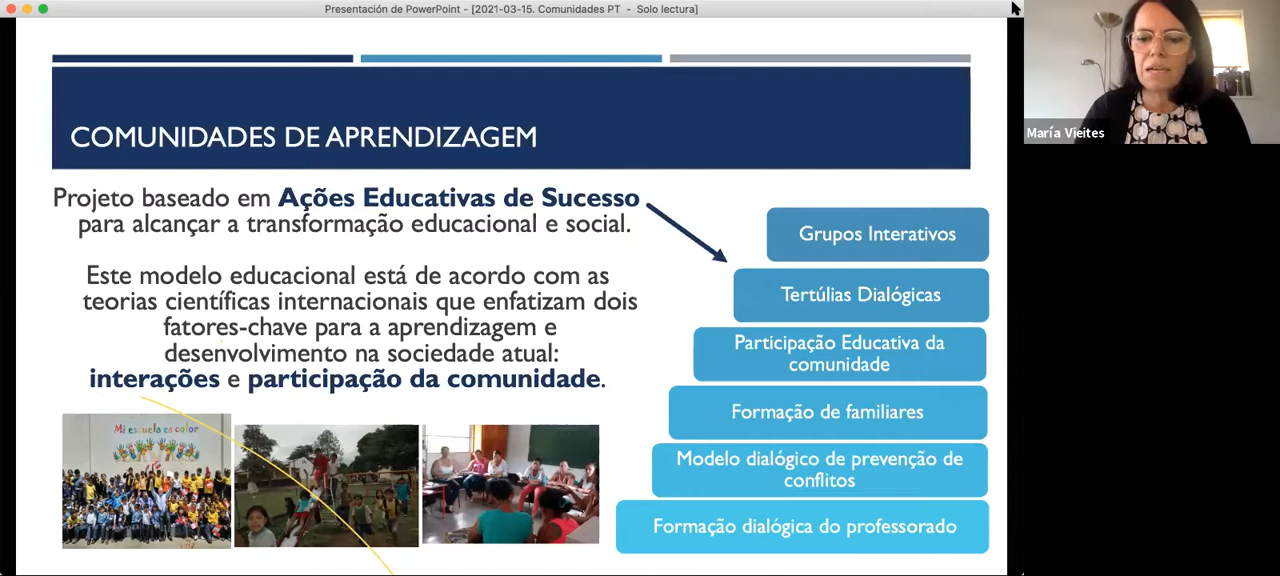 Presentación de PowerPoint - [2021-03-15. Comunidades PT - Solo lectura]
María Vieites
COMUNIDADES DE APRENDIZAGEM
Projeto baseado em Ações Educativas de Sucesso
para alcançar a transformação educacional e social.
Este modelo educacional está de acordo com as
teorias científicas internacionais que enfatizam dois
fatores-chave para a aprendizagem e
desenvolvimento na sociedade atual:
interações e participação da comunidade.
Grupos Interativos
Tertúlias Dialógicas
Participação Educativa da
comunidade
Formação de familiares
Modelo dialógico de prevenção de
conflitos
Formação dialógica do professorado
Mi escuela es color